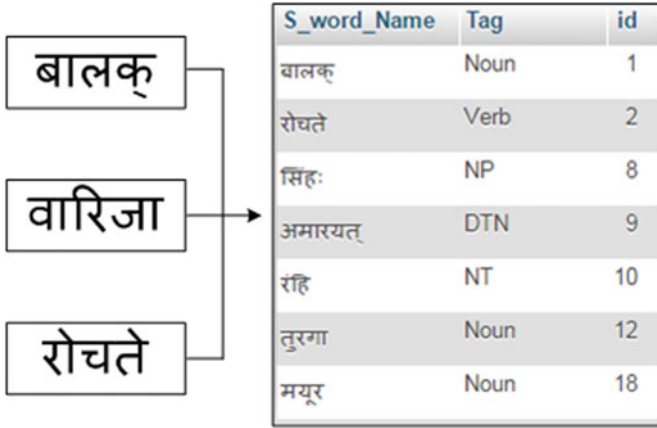 बालक्
वारिजा
रोचते
S_word_Name Tag id
बालक् Noun 1
रोचते Verb 2
सिंहः NP 8
अमारयत् DTN 9
रंहि NT 10
तुरगा Noun 12
मयूर Noun 18